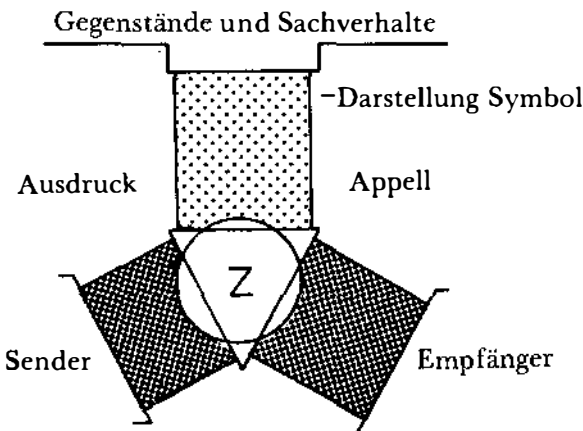 Gegenstände und Sachverhalte
Darstellung Symbol
Ausdruck
Appell
Z
Sender
Empfänger